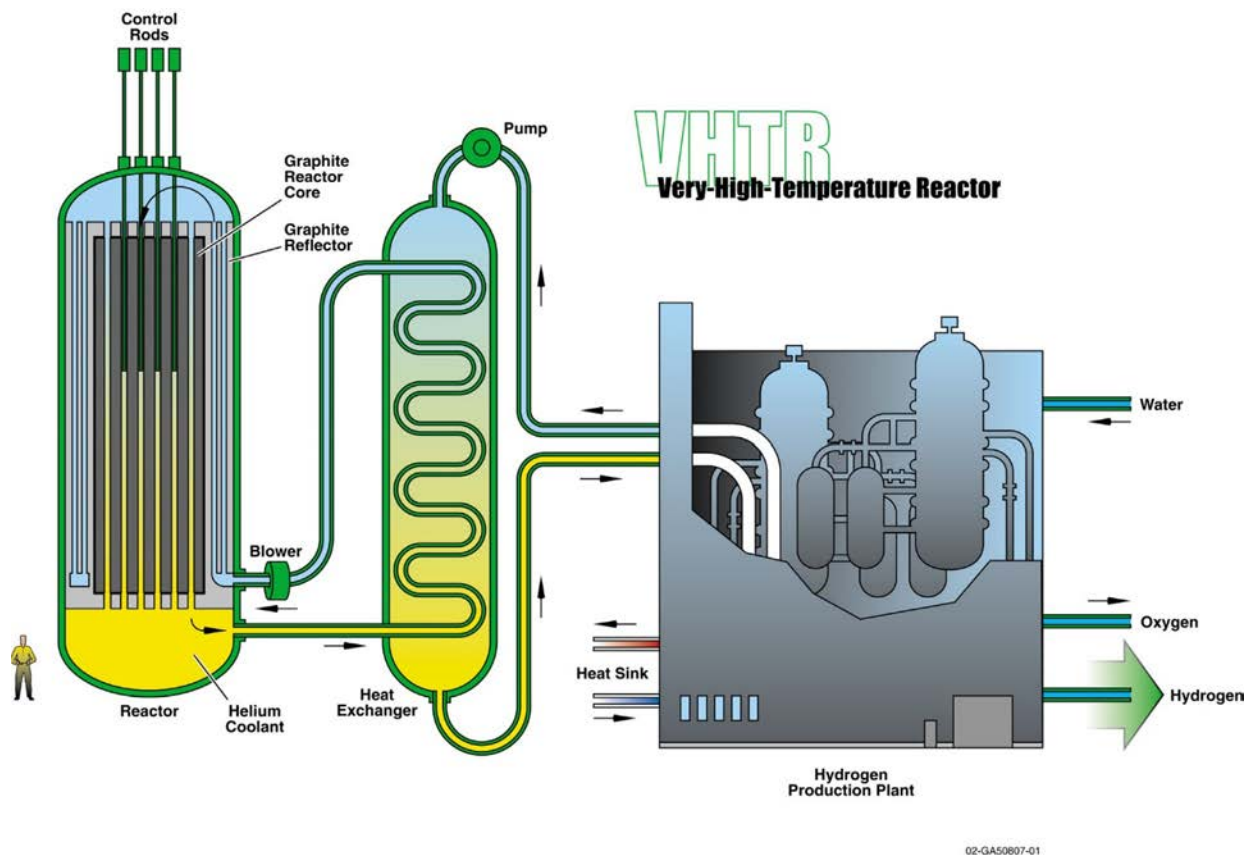 Control
Rods
Graphite
Reactor
Core
Graphite
Reflector
Pump
VHTR
Very-High-Temperature Reactor
Blower
Water
Oxygen
Hydrogen
Heat Sink
Reactor
Helium
Coolant
Heat
Exchanger
Hydrogen
Production Plant
02-GA50807-01